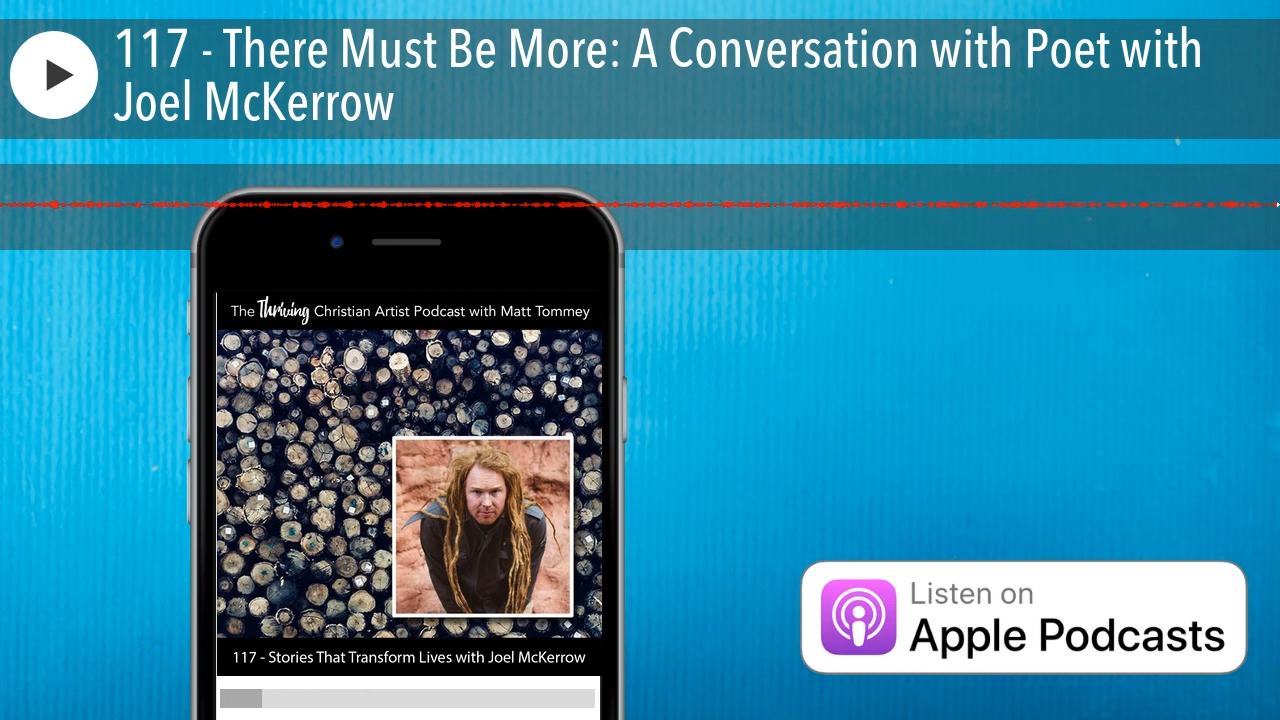 117 - There Must Be More: A Conversation with Poet with
Joel McKerrow
The Thriving Christian Artist Podcast with Matt Tommey
117 - Stories That Transform Lives with Joel McKerrow
Listen on
Apple Podcasts